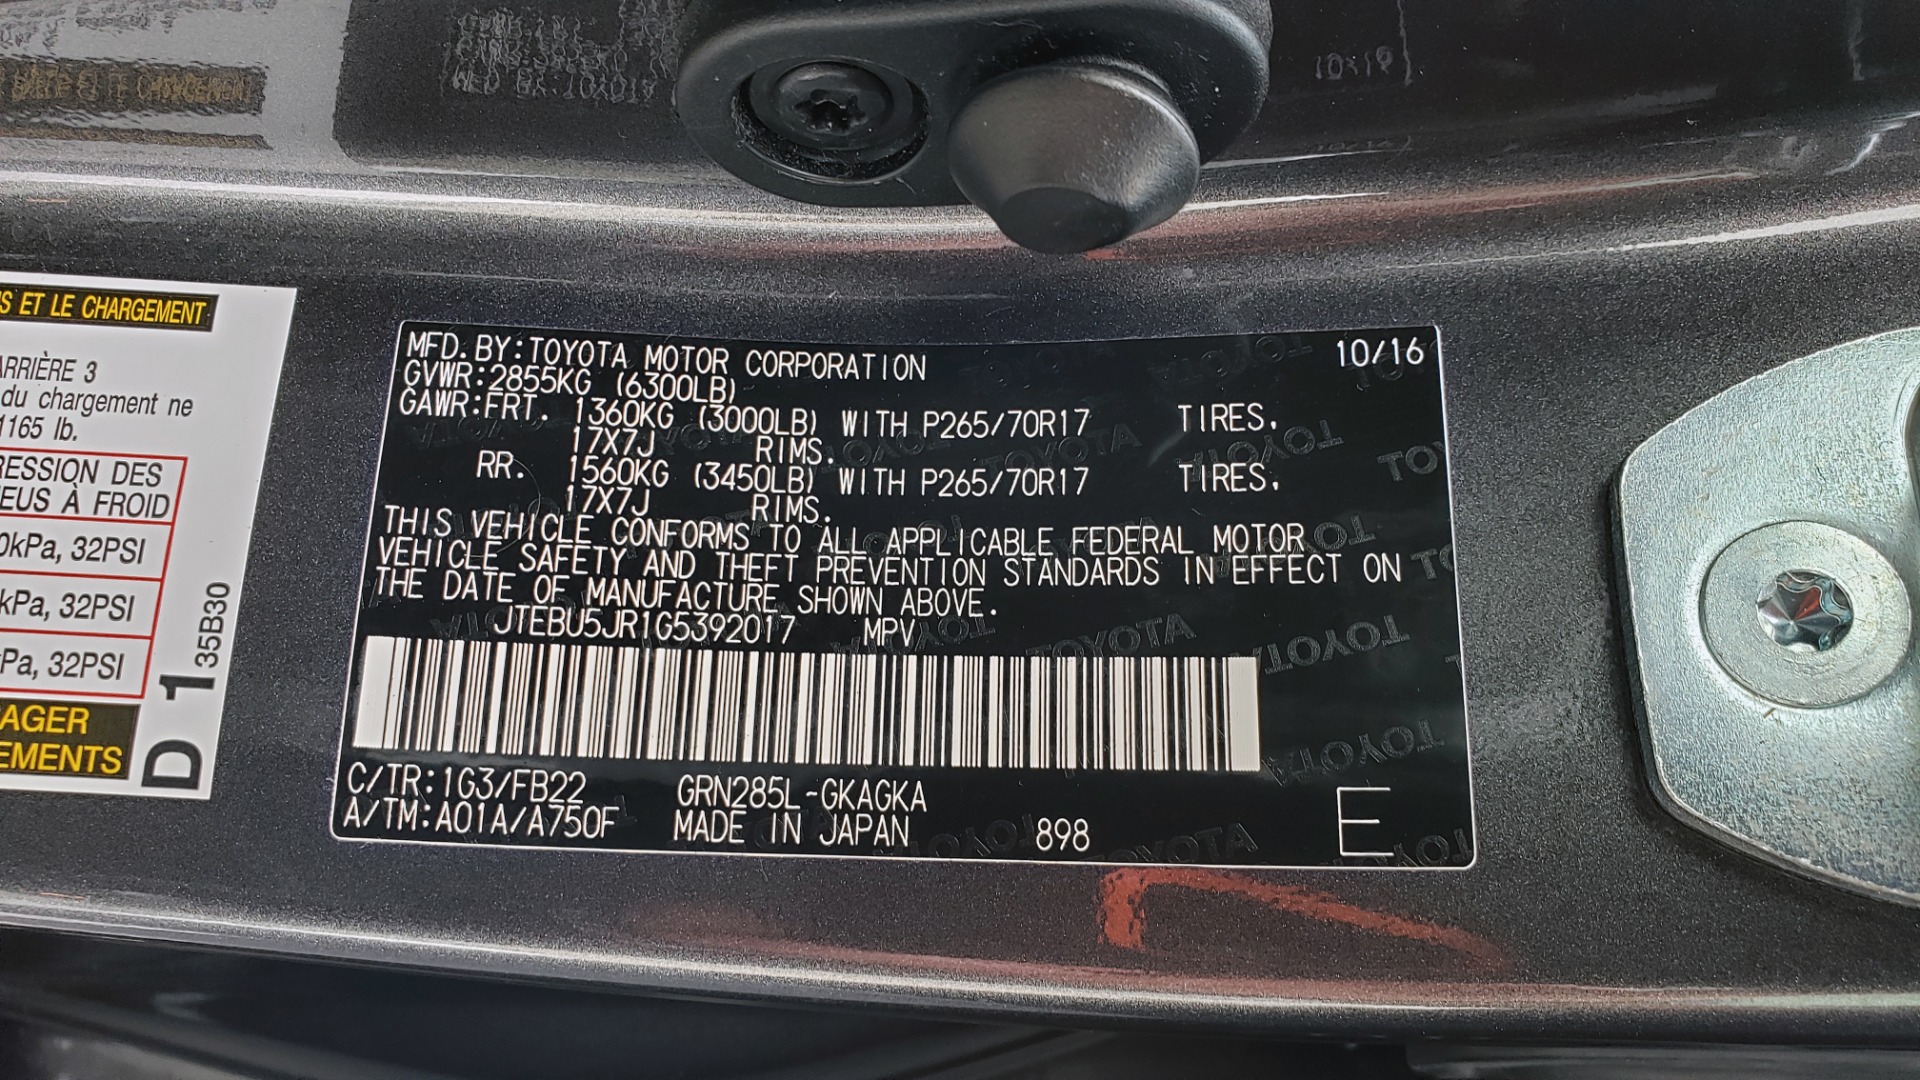 S ET LE CHARGEMENT
ARRIÈRE 3
du chargement ne
1165 lb.
RESSION DES
EUS À FROID
0kPa, 32PSI
kPa, 32PSI
Pa, 32PSI
AGER
EMENTS
D 1
35B30
MFD. BY: TOYOTA MOTOR CORPORATION 10/16
GVWR: 2855KG (6300LB)
GAWR: FRT. 1360KG (3000LB) WITH P265/70R17 TIRES.
17X7J RIMS.
RR. 1560KG (3450LB) WITH P265/70R17 TIRES.
17X7J RIMS.
THIS VEHICLE CONFORMS TO ALL APPLICABLE FEDERAL MOTOR
VEHICLE SAFETY AND THEFT PREVENTION STANDARDS IN EFFECT ON
THE DATE OF MANUFACTURE SHOWN ABOVE.
JTEBU5JR1G5392017 MPV
C/TR: 1G3/FB22 GRN285L-GKAGKA
A/TM: A01A/A750F MADE IN JAPAN 898 E